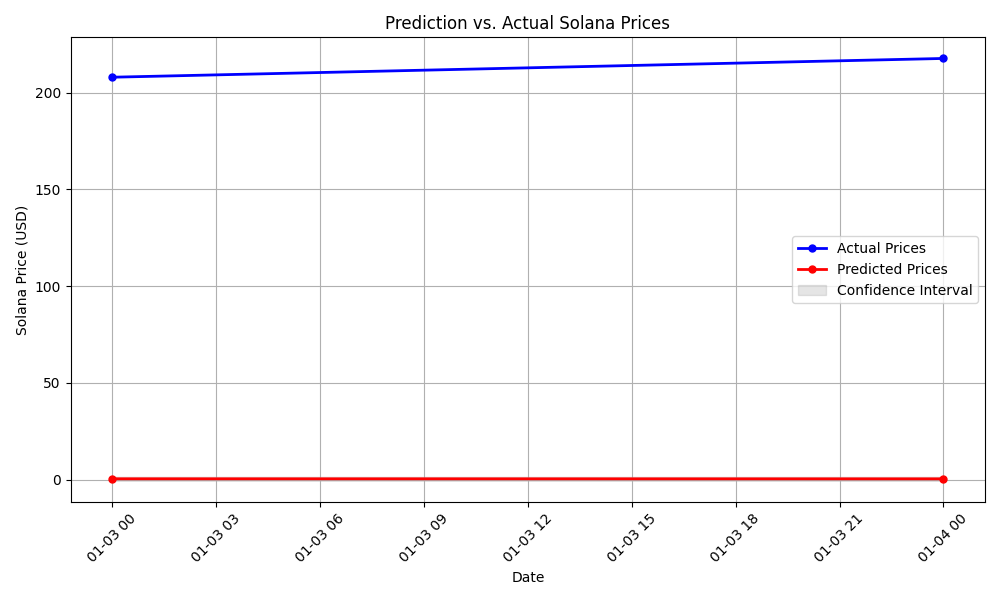 Prediction vs. Actual Solana Prices
Solana Price (USD)
200
150
100
50
0
Actual Prices
Predicted Prices
Confidence Interval
01-03 00
01-03 03
01-03 06
01-03 09
01-03 12
01-03 15
01-03 18
01-03 21
01-04 00
Date